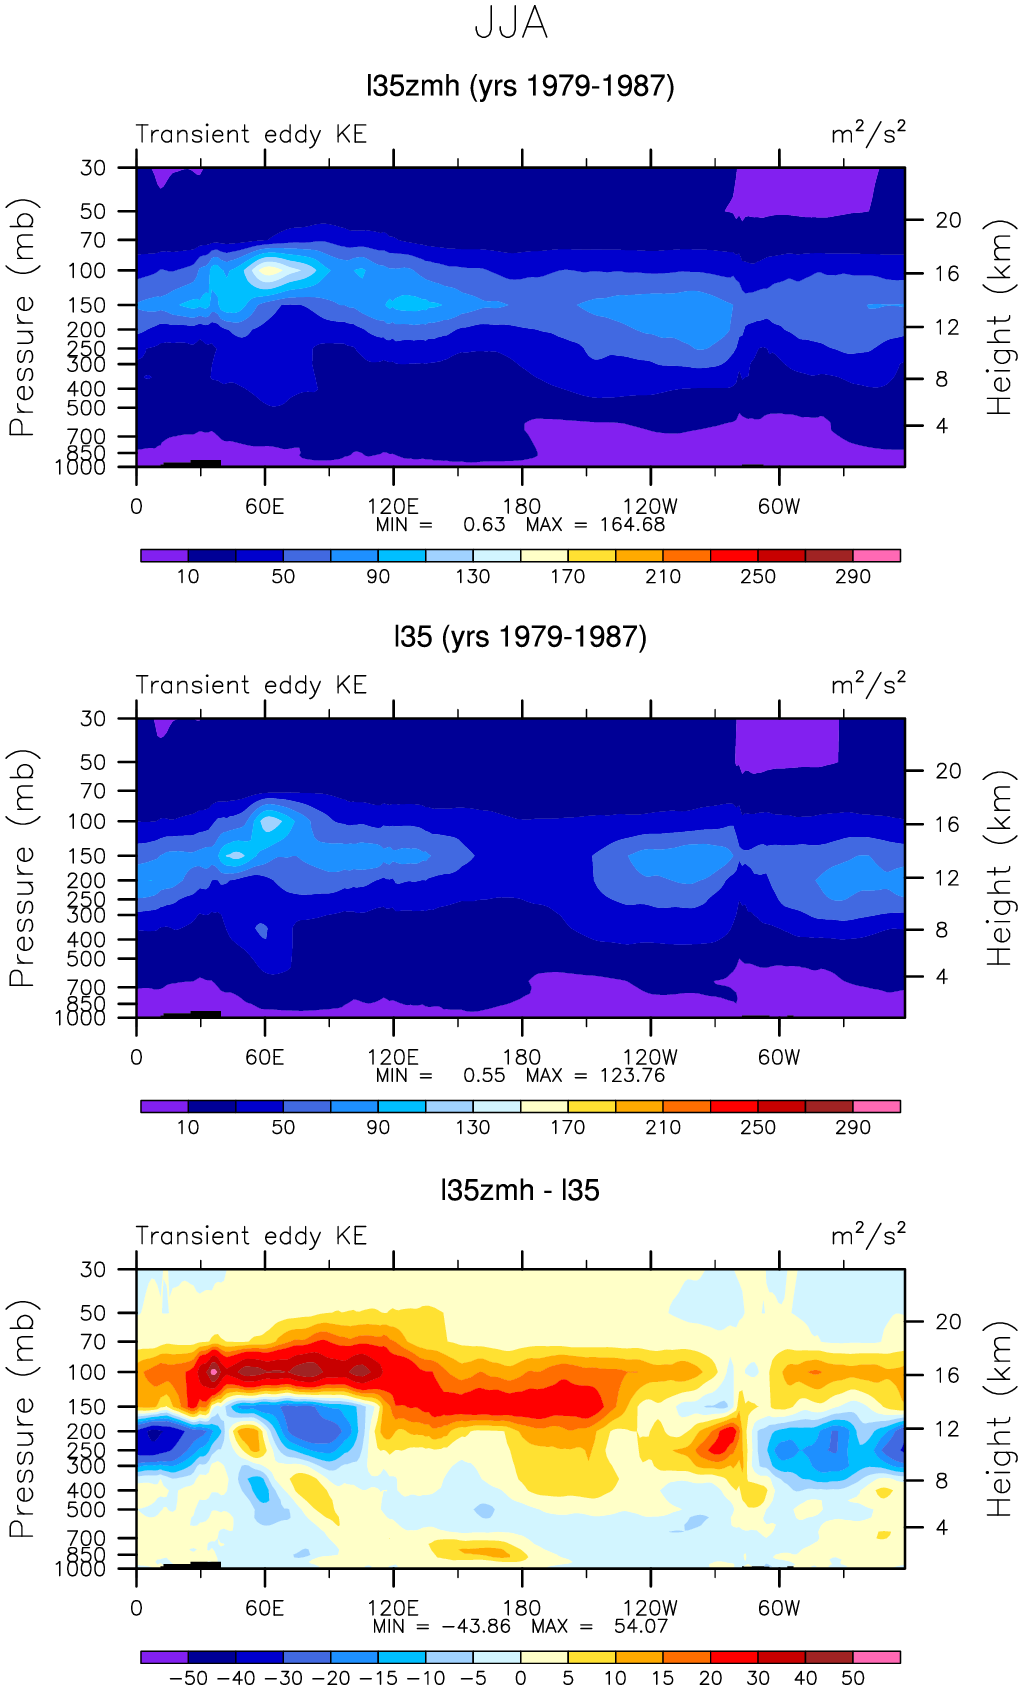 JJA
l35zmh (yrs 1979-1987)
Transient eddy KE m²/s²
Pressure (mb)
30
50
70
100
150
200
250
300
400
500
700
850
1000
20
16
12
8
4
Height (km)
0 60E 120E 180 120W 60W
MIN = 0.63 MAX = 164.68
10 50 90 130 170 210 250 290
l35 (yrs 1979-1987)
Transient eddy KE m²/s²
Pressure (mb)
30
50
70
100
150
200
250
300
400
500
700
850
1000
20
16
12
8
4
Height (km)
0 60E 120E 180 120W 60W
MIN = 0.55 MAX = 123.76
10 50 90 130 170 210 250 290
l35zmh - l35
Transient eddy KE m²/s²
Pressure (mb)
30
50
70
100
150
200
250
300
400
500
700
850
1000
20
16
12
8
4
Height (km)
0 60E 120E 180 120W 60W
MIN = -43.86 MAX = 54.07
-50 -40 -30 -20 -15 -10 -5 0 5 10 15 20 30 40 50